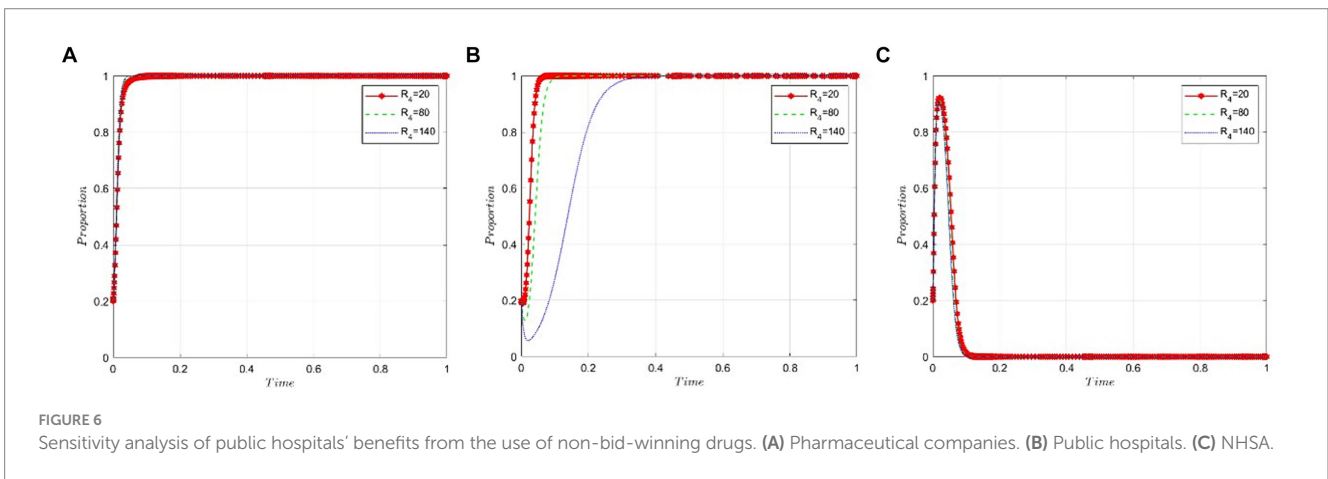 A
B
C
1
0.8
0.6
0.4
0.2
0
Proportion
0
0.2
0.4
0.6
0.8
1
Time
R4=20
R4=80
R4=140
1
0.8
0.6
0.4
0.2
0
Proportion
0
0.2
0.4
0.6
0.8
1
Time
R4=20
R4=80
R4=140
1
0.8
0.6
0.4
0.2
0
Proportion
0
0.2
0.4
0.6
0.8
1
Time
R4=20
R4=80
R4=140
FIGURE 6
Sensitivity analysis of public hospitals' benefits from the use of non-bid-winning drugs. (A) Pharmaceutical companies. (B) Public hospitals. (C) NHSA.